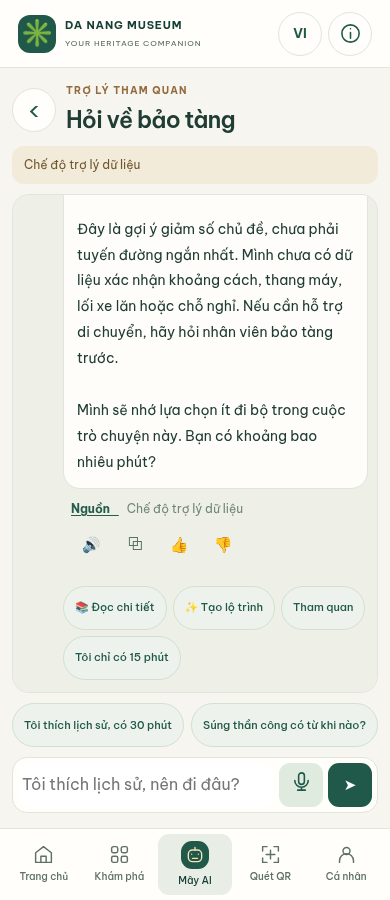 DA NANG MUSEUM
YOUR HERITAGE COMPANION
VI
TRỢ LÝ THAM QUAN
Hỏi về bảo tàng
Chế độ trợ lý dữ liệu
Đây là gợi ý giảm số chủ đề, chưa phải
tuyến đường ngắn nhất. Mình chưa có dữ
liệu xác nhận khoảng cách, thang máy,
lối xe lăn hoặc chỗ nghỉ. Nếu cần hỗ trợ
di chuyển, hãy hỏi nhân viên bảo tàng
trước.
Mình sẽ nhớ lựa chọn ít đi bộ trong cuộc
trò chuyện này. Bạn có khoảng bao
nhiêu phút?
Nguồn Chế độ trợ lý dữ liệu
Đọc chi tiết
Tạo lộ trình
Tham quan
Tôi chỉ có 15 phút
Tôi thích lịch sử, có 30 phút
Súng thần công có từ khi nào?
Tôi thích lịch sử, nên đi đâu?
Trang chủ
Khám phá
Mây AI
Quét QR
Cá nhân